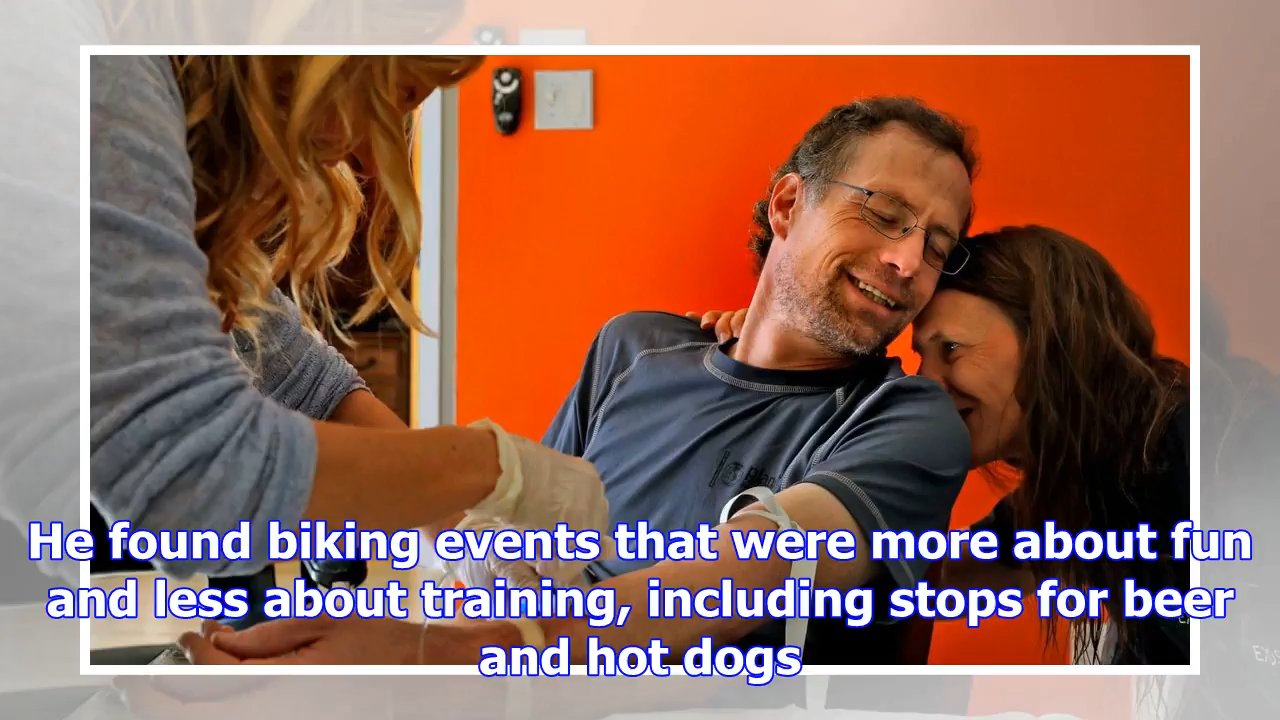 He found biking events that were more about fun
and less about training, including stops for beer
and hot dogs